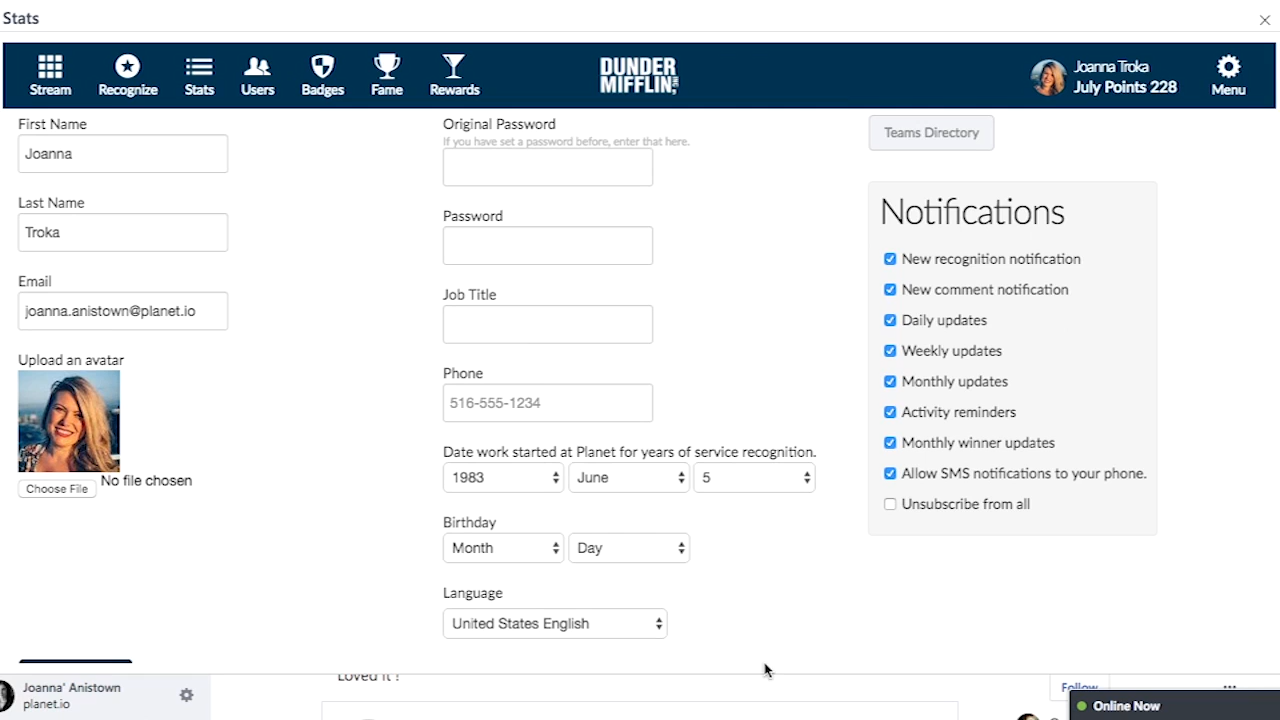 Stats
Stream Recognize Stats Users Badges Fame Rewards
DUNDER
MIFFLIN,
Joanna Troka
July Points 228
Menu
First Name
Joanna
Last Name
Troka
Email
joanna.anistown@planet.io
Upload an avatar
Choose File No file chosen
Original Password
If you have set a password before, enter that here.
Password
Job Title
Phone
516-555-1234
Date work started at Planet for years of service recognition.
1983 June 5
Birthday
Month Day
Language
United States English
Teams Directory
Notifications
New recognition notification
New comment notification
Daily updates
Weekly updates
Monthly updates
Activity reminders
Monthly winner updates
Allow SMS notifications to your phone.
Unsubscribe from all
Joanna' Anistown
planet.io
Loved it !
Follow
Online Now